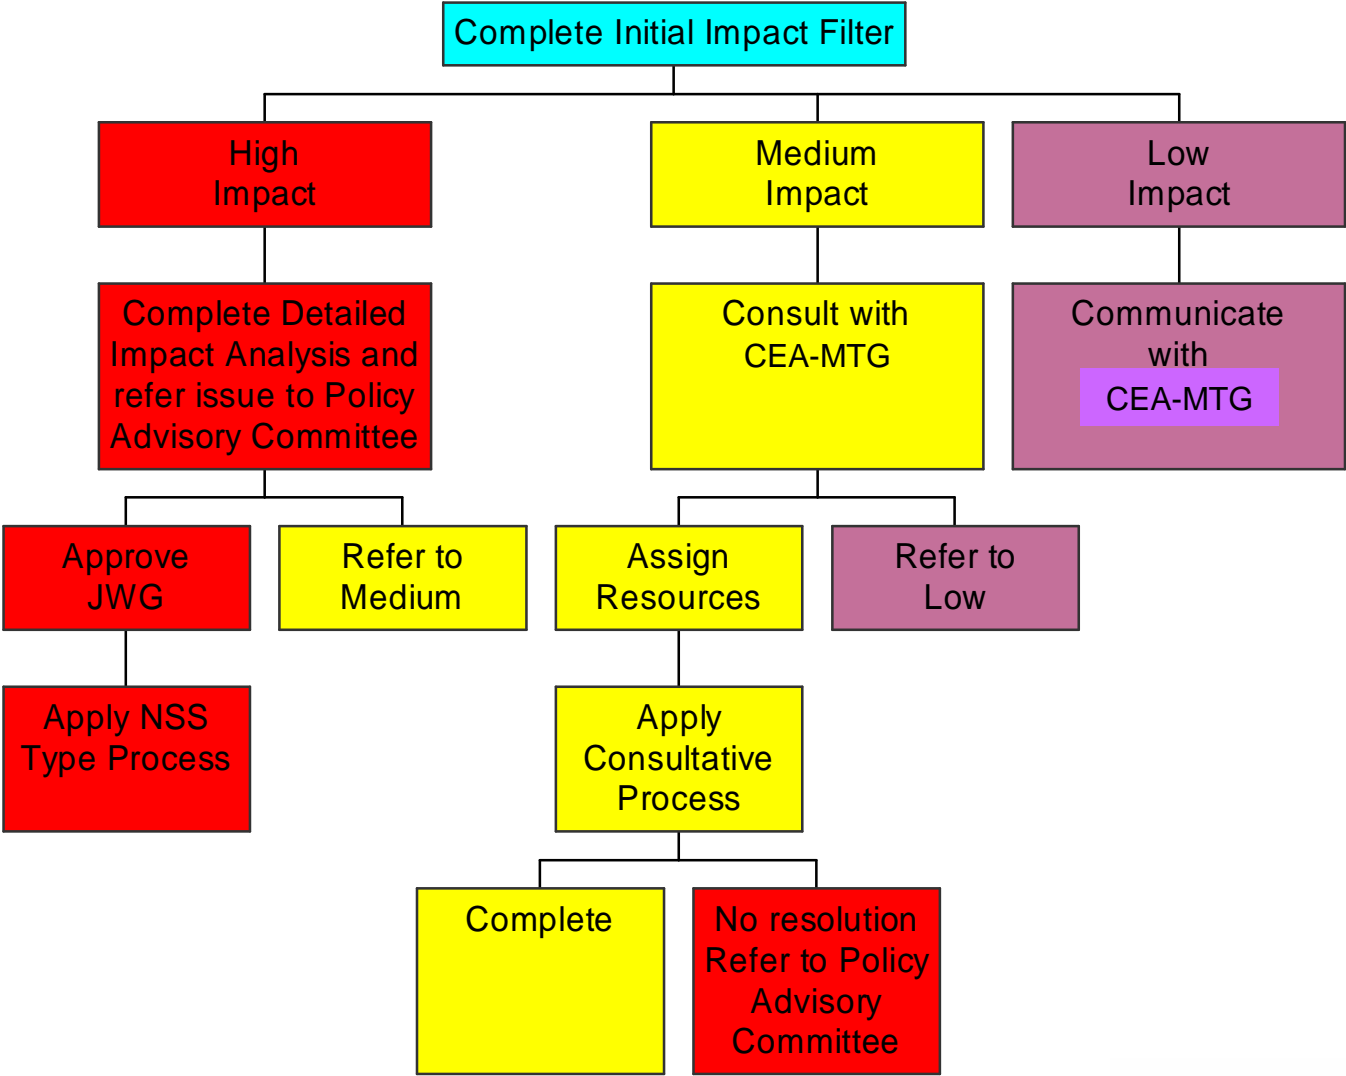 Complete Initial Impact Filter
High
Impact
Medium
Impact
Low
Impact
Complete Detailed
Impact Analysis and
refer issue to Policy
Advisory Committee
Consult with
CEA-MTG
Communicate
with
CEA-MTG
Approve
JWG
Refer to
Medium
Assign
Resources
Refer to
Low
Apply NSS
Type Process
Apply
Consultative
Process
Complete
No resolution
Refer to Policy
Advisory
Committee